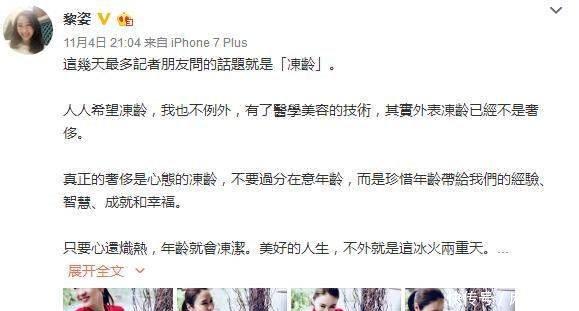 黎姿
11月4日 21:04 来自 iPhone 7 Plus
這幾天最多記者朋友問的話題就是「凍齡」。
人人希望凍齡，我也不例外，有了醫學美容的技術，其實外表凍齡已經不是奢
侈。
真正的奢侈是心態的凍齡，不要過分在意年齡，而是珍惜年齡帶給我們的經驗、
智慧、成就和幸福。
只要心還熾熱，年齡就會凍潔。美好的人生，不外就是這冰火兩重天。...
展开全文